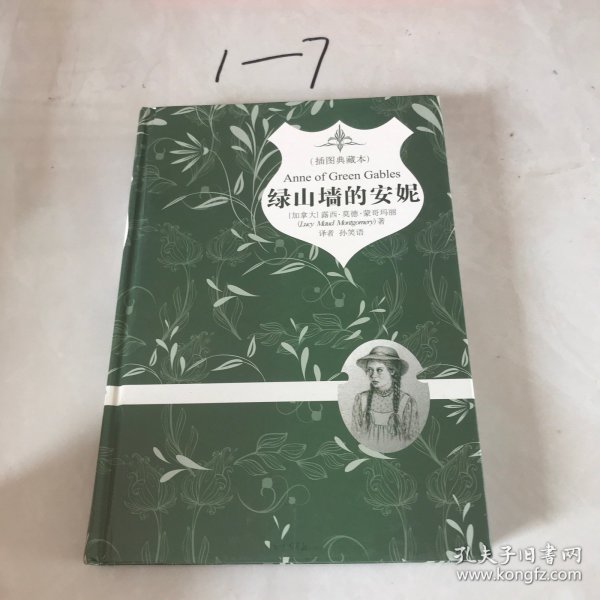 1—7
(插图典藏本)
Anne of Green Gables
绿山墙的安妮
[加拿大] 露西·莫德·蒙哥玛丽
(Lucy Maud Montgomery) 著
译者 孙笑语
孔夫子旧书网
www.kongfz.com